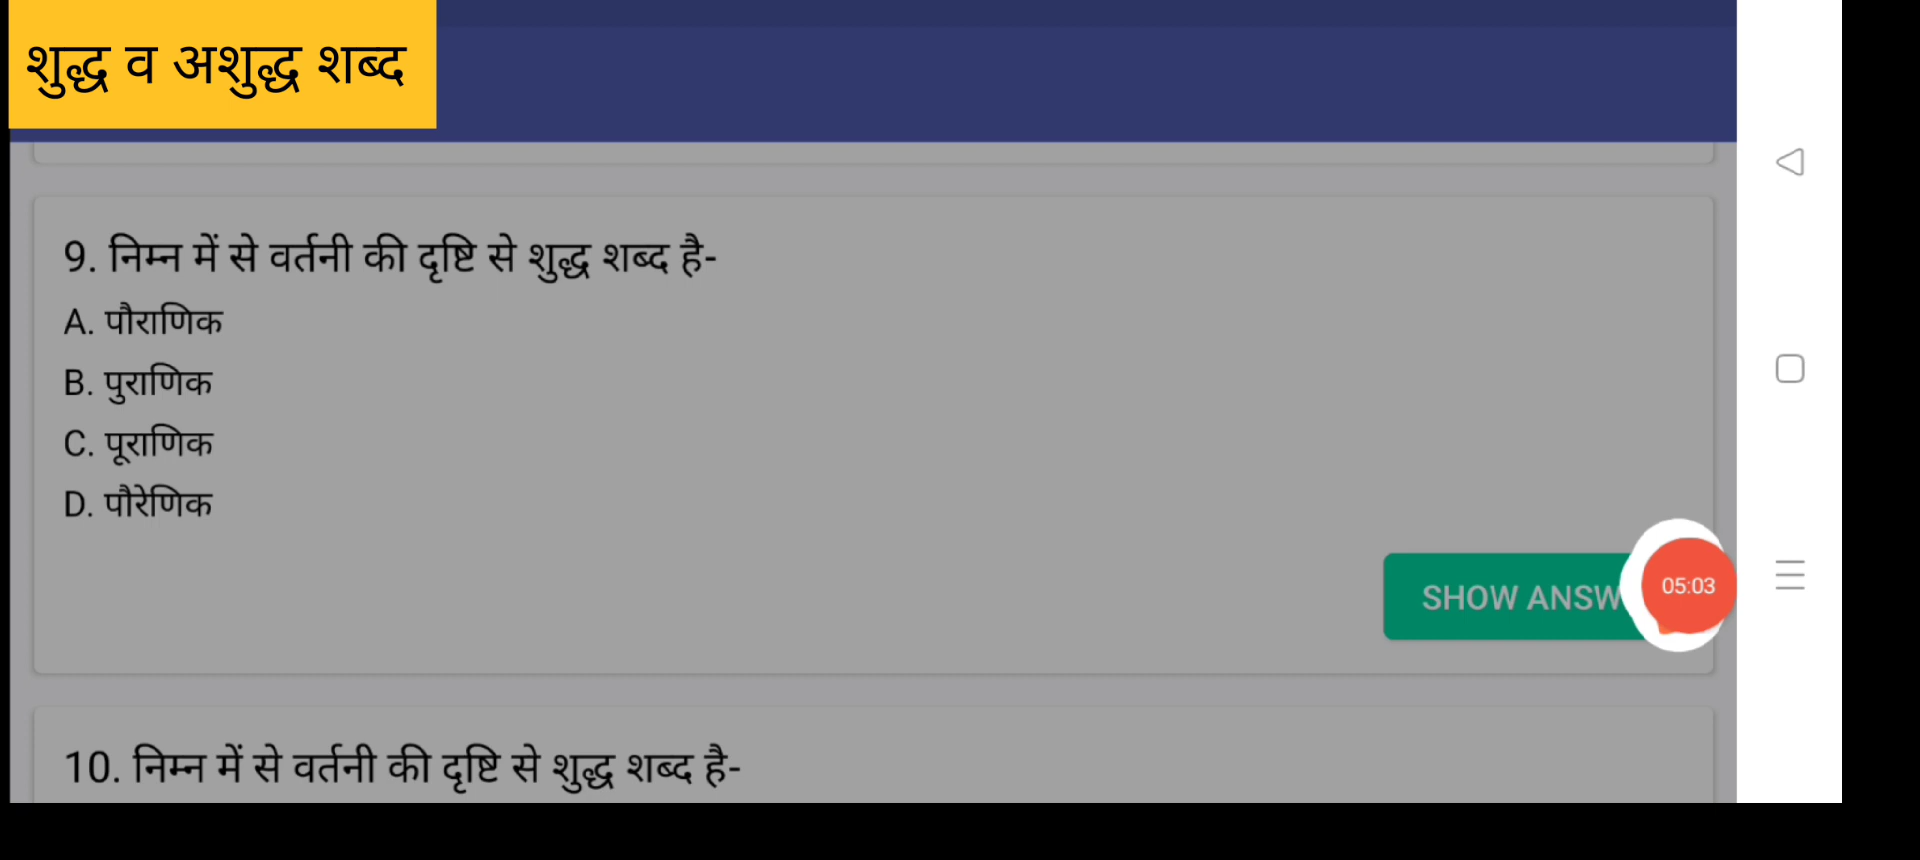 शुद्ध व अशुद्ध शब्द
9. निम्न में से वर्तनी की दृष्टि से शुद्ध शब्द है-
A. पौराणिक
B. पुराणिक
C. पूराणिक
D. पौरेणिक
SHOW ANSW
05:03
10. निम्न में से वर्तनी की दृष्टि से शुद्ध शब्द है-